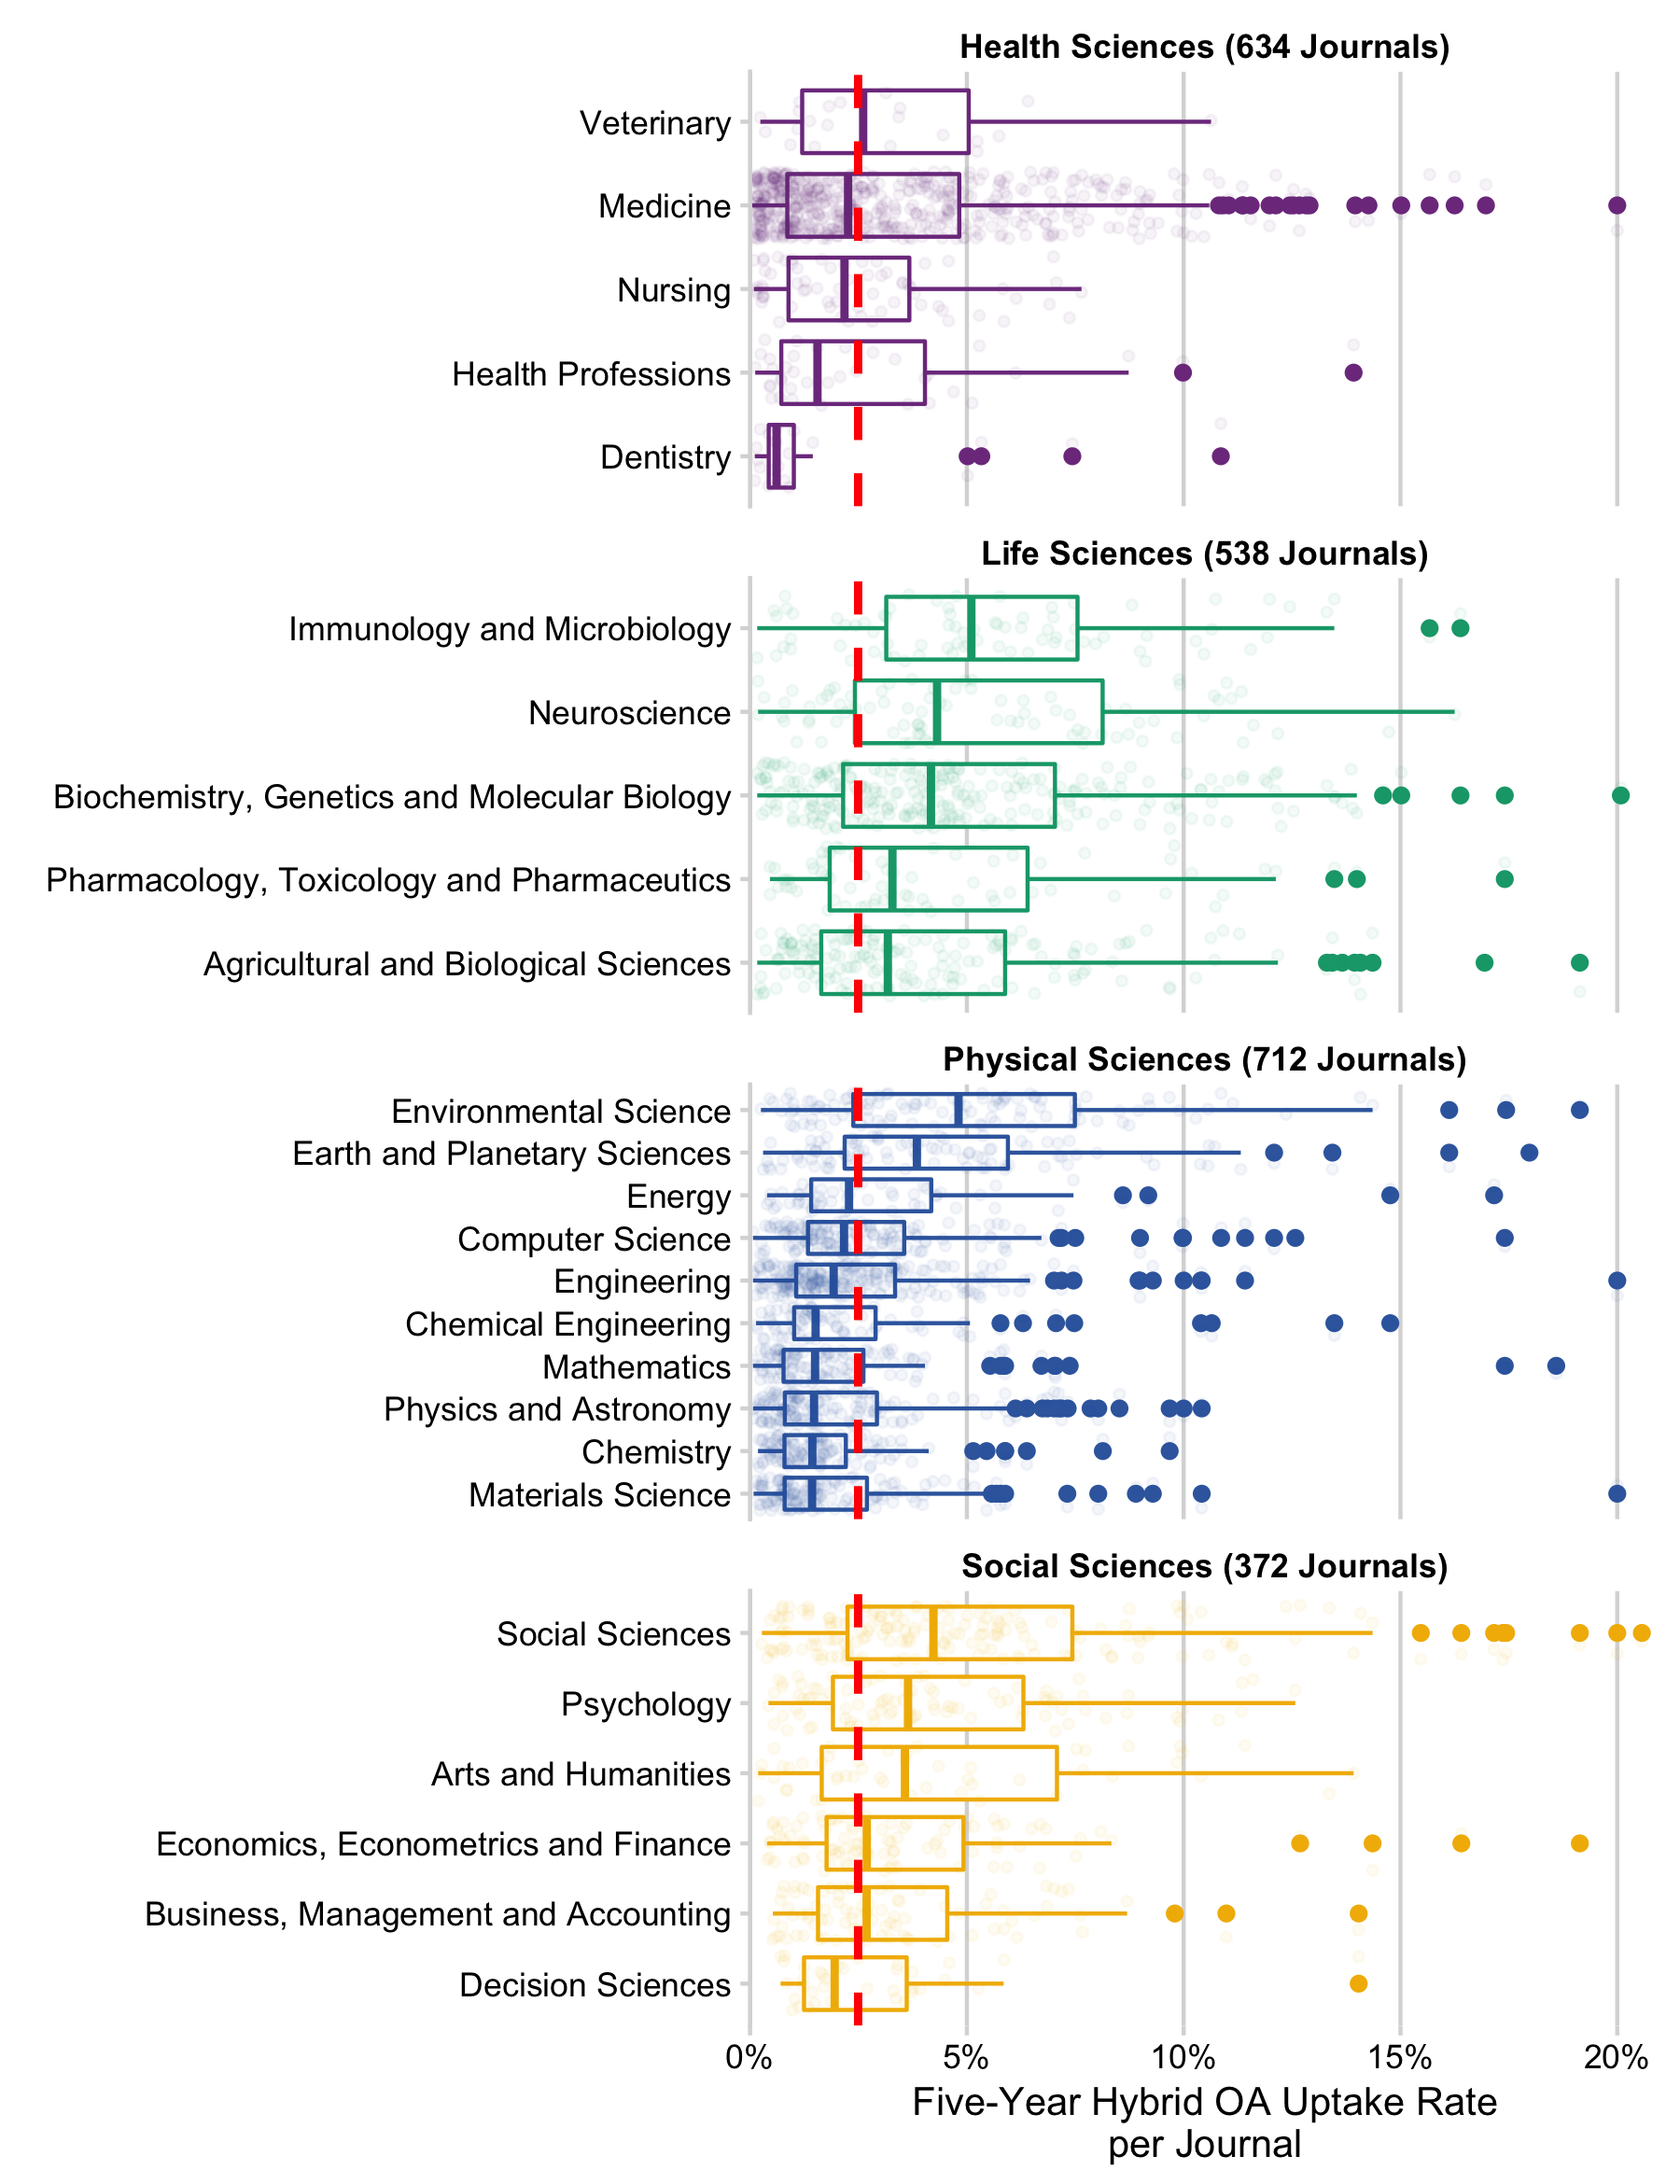 Health Sciences (634 Journals)
Veterinary
Medicine
Nursing
Health Professions
Dentistry
Life Sciences (538 Journals)
Immunology and Microbiology
Neuroscience
Biochemistry, Genetics and Molecular Biology
Pharmacology, Toxicology and Pharmaceutics
Agricultural and Biological Sciences
Physical Sciences (712 Journals)
Environmental Science
Earth and Planetary Sciences
Energy
Computer Science
Engineering
Chemical Engineering
Mathematics
Physics and Astronomy
Chemistry
Materials Science
Social Sciences (372 Journals)
Social Sciences
Psychology
Arts and Humanities
Economics, Econometrics and Finance
Business, Management and Accounting
Decision Sciences
0% 5% 10% 15% 20%
Five-Year Hybrid OA Uptake Rate
per Journal